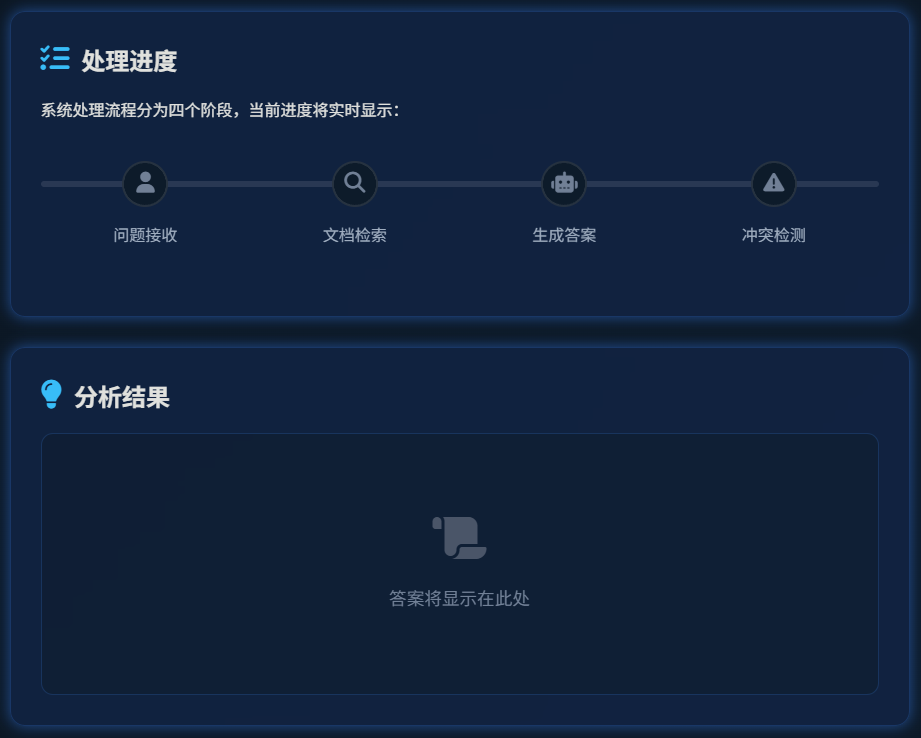 处理进度
系统处理流程分为四个阶段，当前进度将实时显示：
问题接收
文档检索
生成答案
冲突检测
分析结果
答案将显示在此处